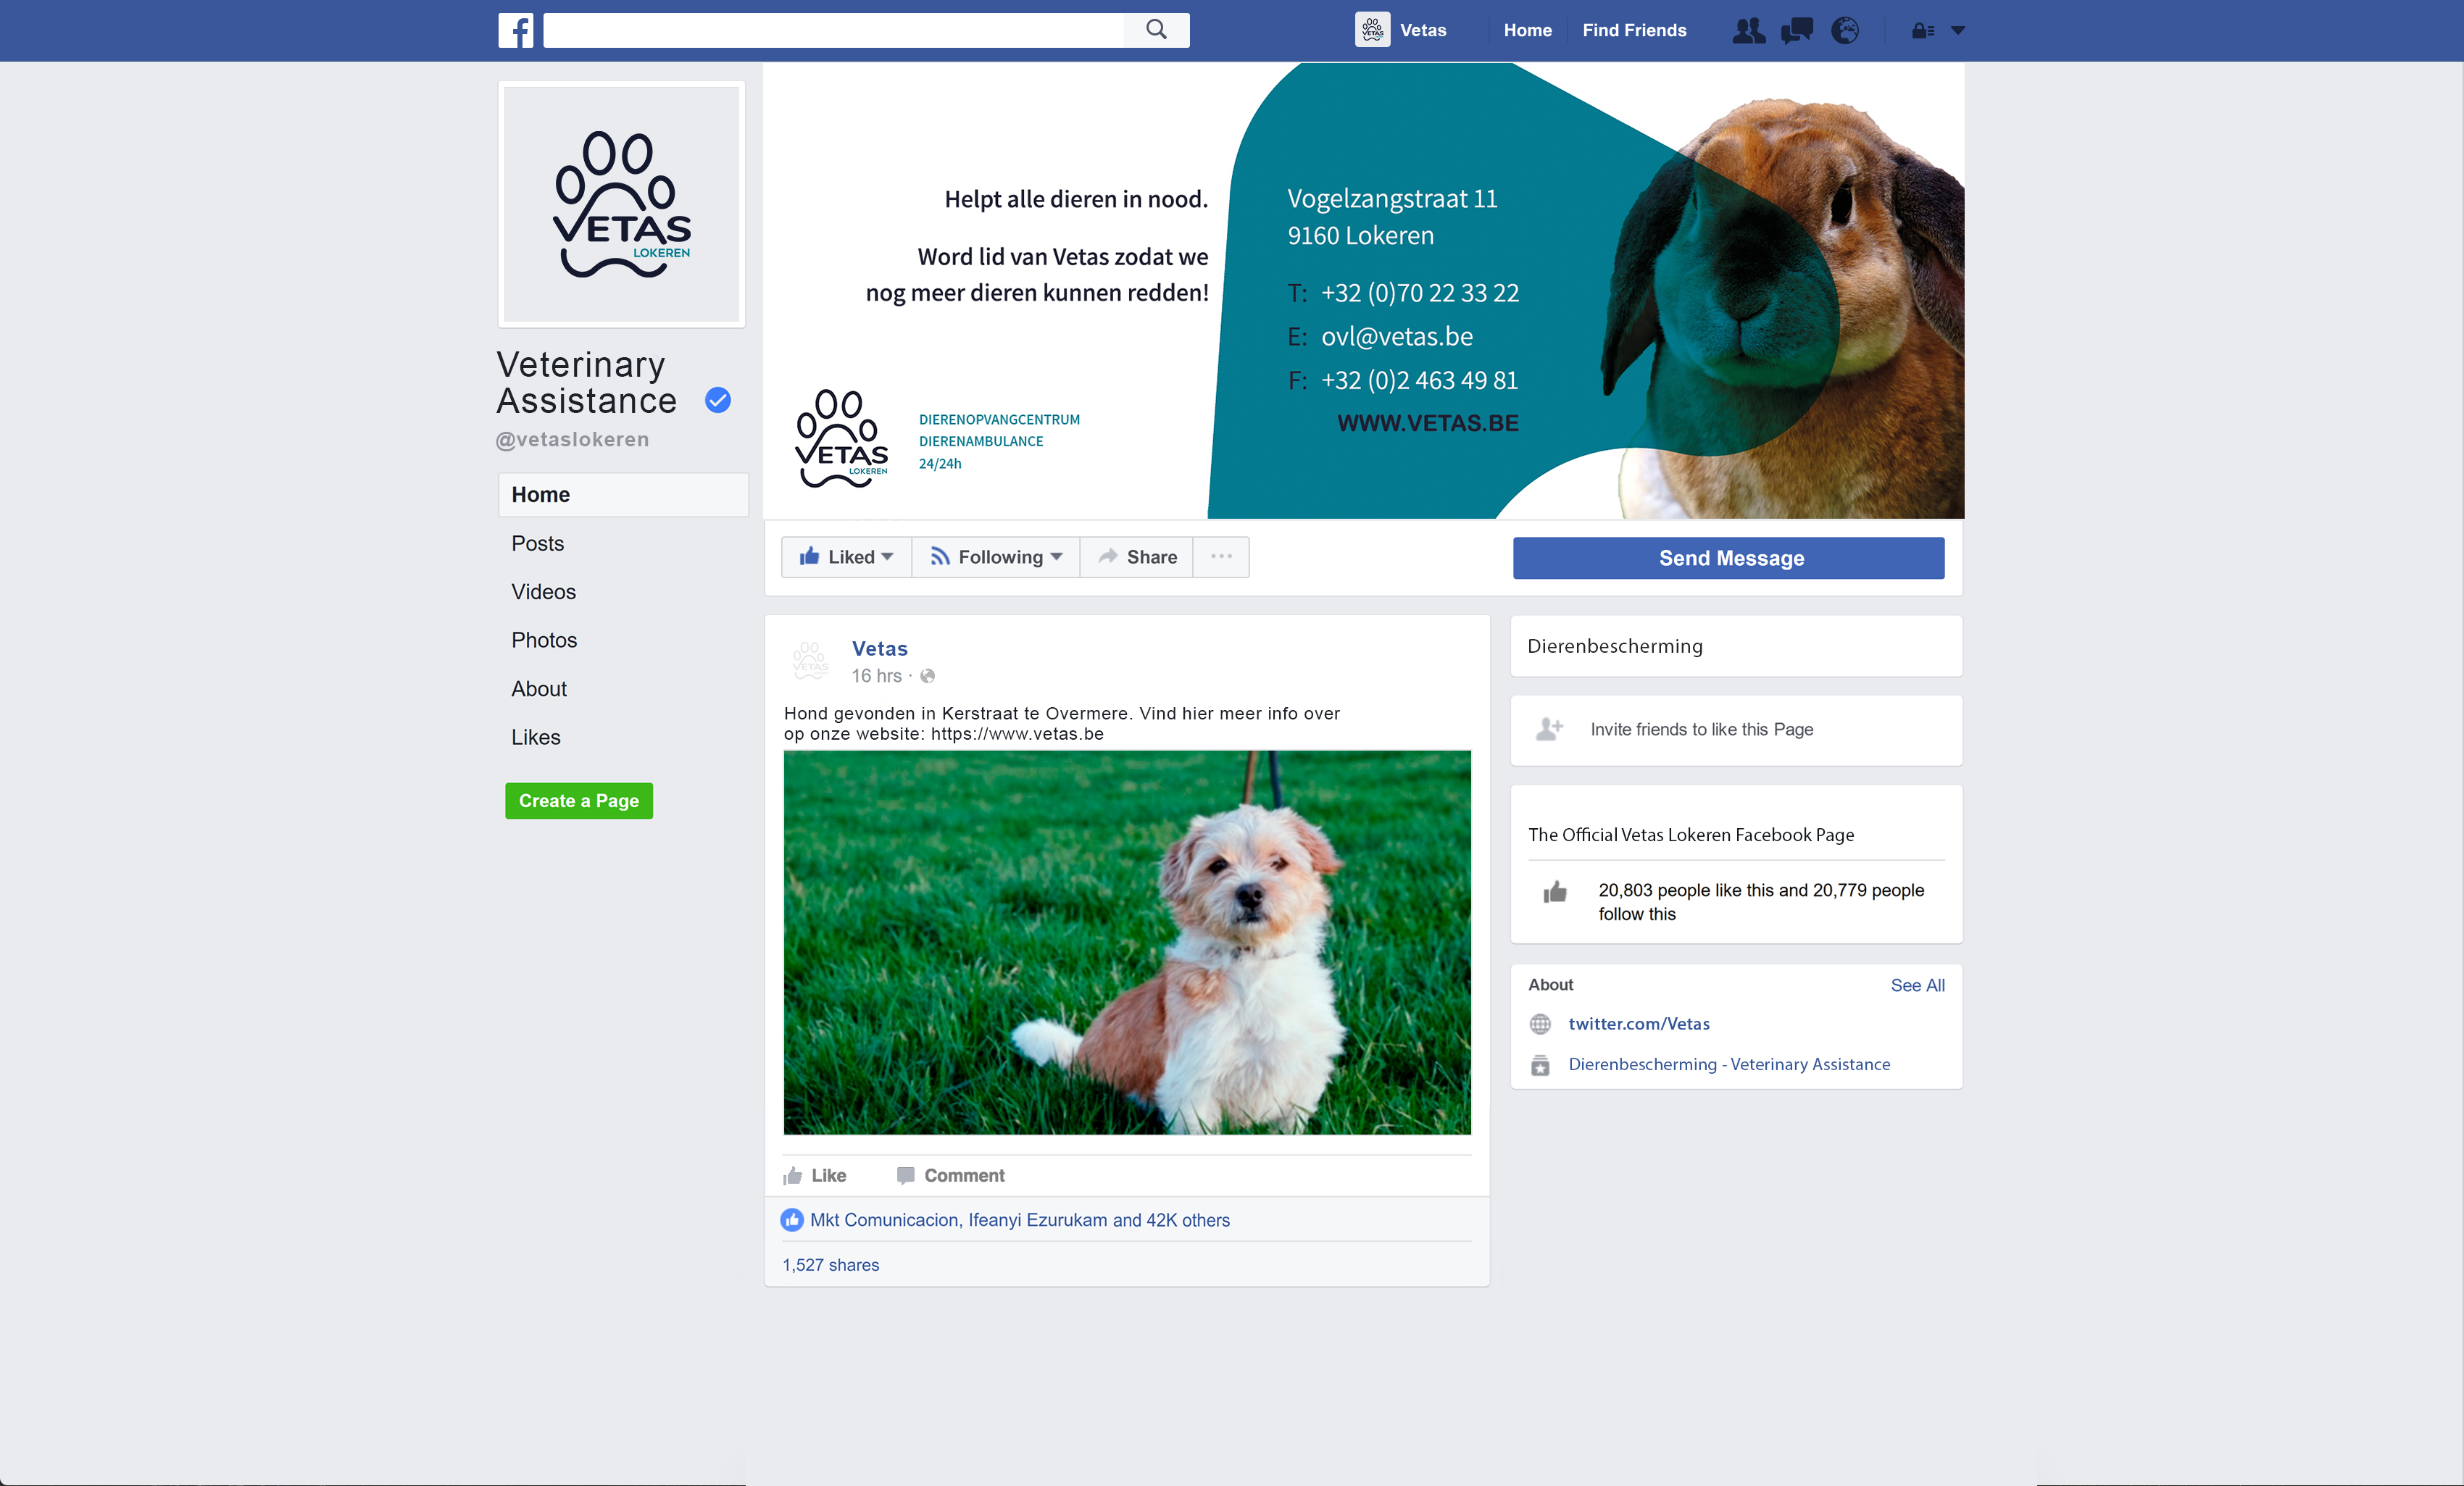 f
Vetas
Home
Find Friends
VETAS
LOKEREN
Veterinary
Assistance
@vetaslokeren
Home
Posts
Videos
Photos
About
Likes
Create a Page
Helpt alle dieren in nood.
Word lid van Vetas zodat we
nog meer dieren kunnen redden!
VETAS
LOKEREN
DIERENOPVANGCENTRUM
DIERENAMBULANCE
24/24h
Vogelzangstraat 11
9160 Lokeren
T: +32 (0)70 22 33 22
E: ovl@vetas.be
F: +32 (0)2 463 49 81
WWW.VETAS.BE
Liked
Following
Share
Send Message
VETAS
Vetas
16 hrs ·
Hond gevonden in Kerstraat te Overmere. Vind hier meer info over
op onze website: https://www.vetas.be
Like
Comment
Mkt Comunicacion, Ifeanyi Ezurukam and 42K others
1,527 shares
Dierenbescherming
Invite friends to like this Page
The Official Vetas Lokeren Facebook Page
20,803 people like this and 20,779 people
follow this
About
See All
twitter.com/Vetas
Dierenbescherming - Veterinary Assistance